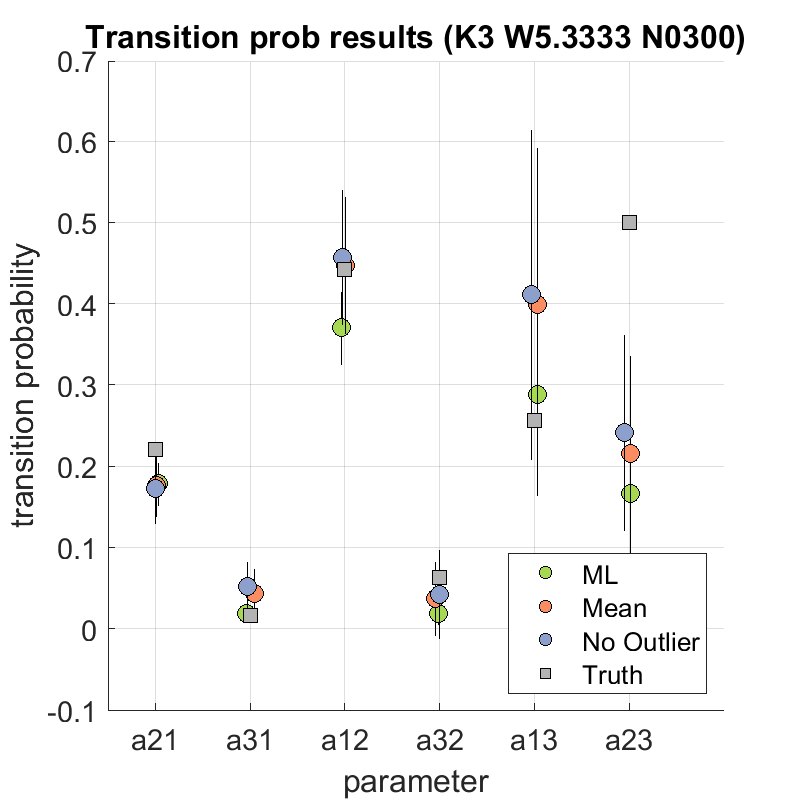 Transition prob results (K3 W5.3333 N0300)
0.7
0.6
0.5
0.4
0.3
0.2
0.1
0
-0.1
transition probability
a21 a31 a12 a32 a13 a23
parameter
ML
Mean
No Outlier
Truth